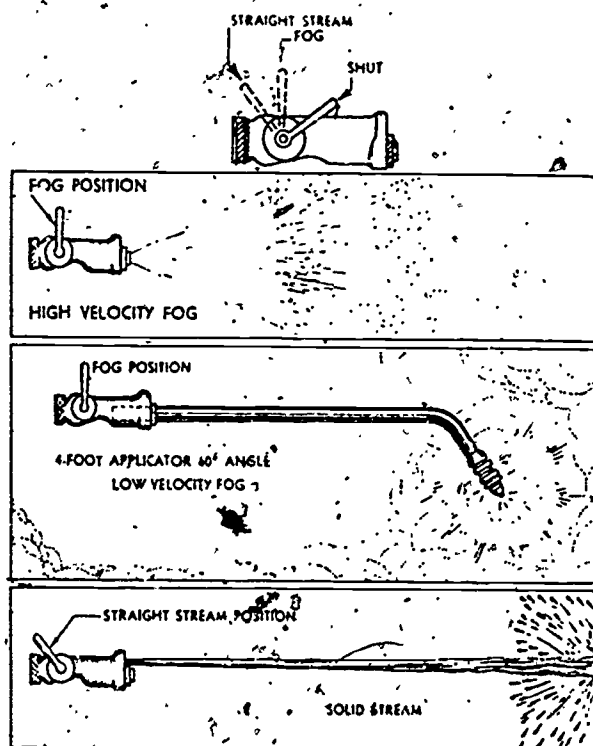 STRAIGHT STREAM
FOG
SHUT
FOG POSITION
HIGH VELOCITY FOG
FOG POSITION
4-FOOT APPLICATOR 60° ANGLE
LOW VELOCITY FOG
STRAIGHT STREAM POSITION
SOLID STREAM